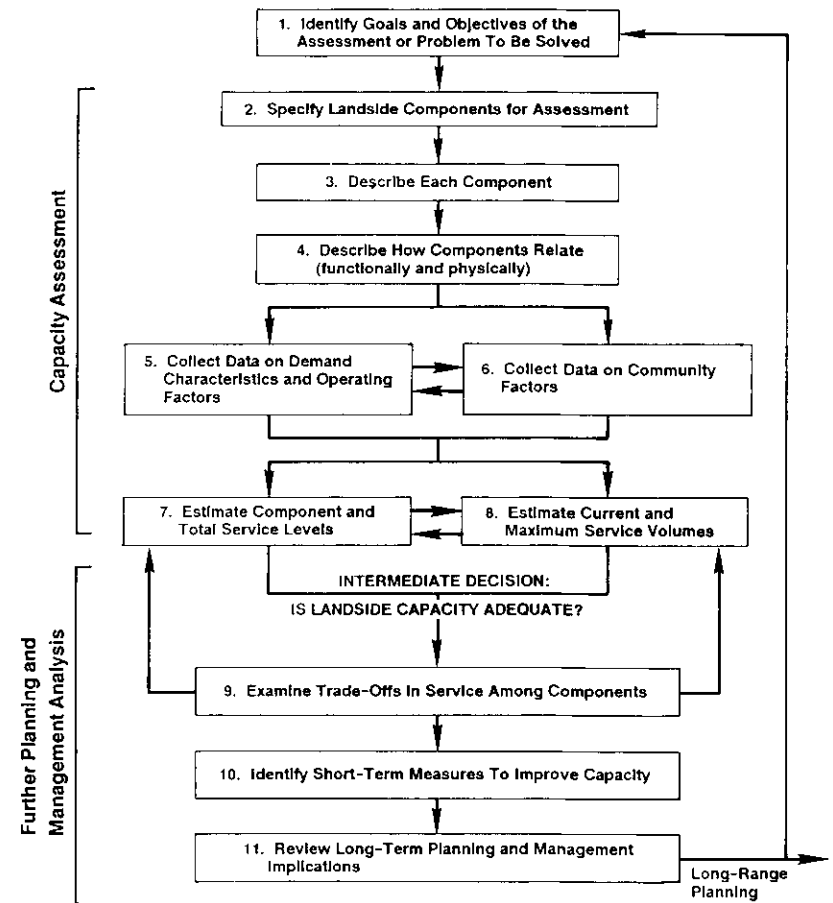 1. Identify Goals and Objectives of the
Assessment or Problem To Be Solved
2. Specify Landside Components for Assessment
3. Describe Each Component
4. Describe How Components Relate
(functionally and physically)
Capacity Assessment
5. Collect Data on Demand
Characteristics and Operating
Factors
6. Collect Data on Community
Factors
7. Estimate Component and
Total Service Levels
8. Estimate Current and
Maximum Service Volumes
INTERMEDIATE DECISION:
IS LANDSIDE CAPACITY ADEQUATE?
Further Planning and
Management Analysis
9. Examine Trade-Offs In Service Among Components
10. Identify Short-Term Measures To Improve Capacity
11. Review Long-Term Planning and Management
Implications
Long-Range
Planning